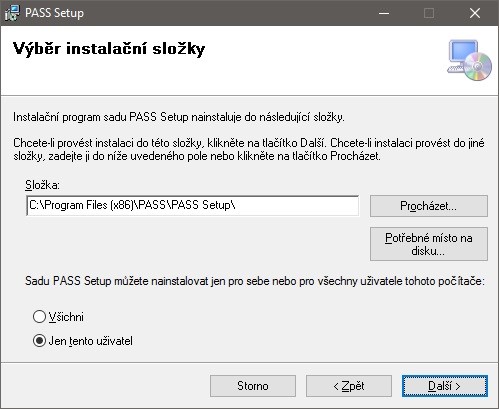 PASS Setup
Výběr instalační složky
Instalační program sadu PASS Setup nainstaluje do následující složky.
Chcete-li provést instalaci do této složky, klikněte na tlačítko Další. Chcete-li instalaci provést do jiné
složky, zadejte ji do níže uvedeného pole nebo klikněte na tlačítko Procházet.
Složka:
C:\Program Files (x86)\PASS\PASS Setup\
Procházet...
Potřebné místo na
disku...
Sadu PASS Setup můžete nainstalovat jen pro sebe nebo pro všechny uživatele tohoto počítače:
Všichni
Jen tento uživatel
Storno
< Zpět
Další >